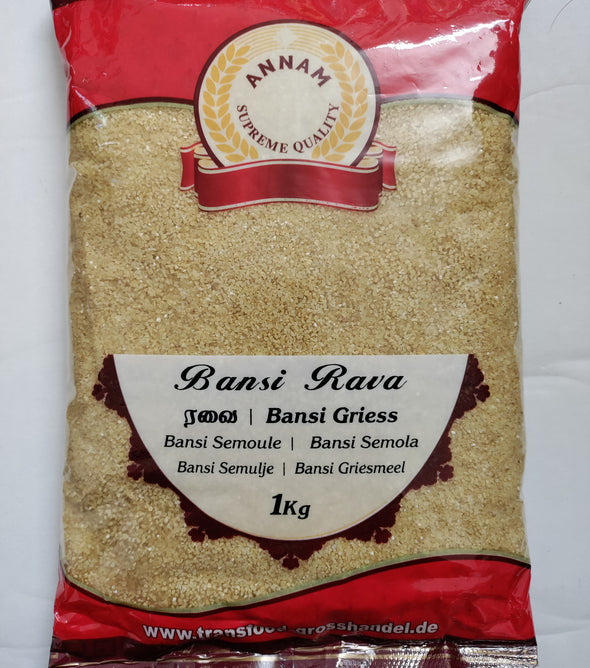 ANNAM
SUPREME QUALITY
Bansi Rava
ரவை | Bansi Griess
Bansi Semoule | Bansi Semola
Bansi Semulje | Bansi Griesmeel
1Kg
www.transfood-grosshandel.de